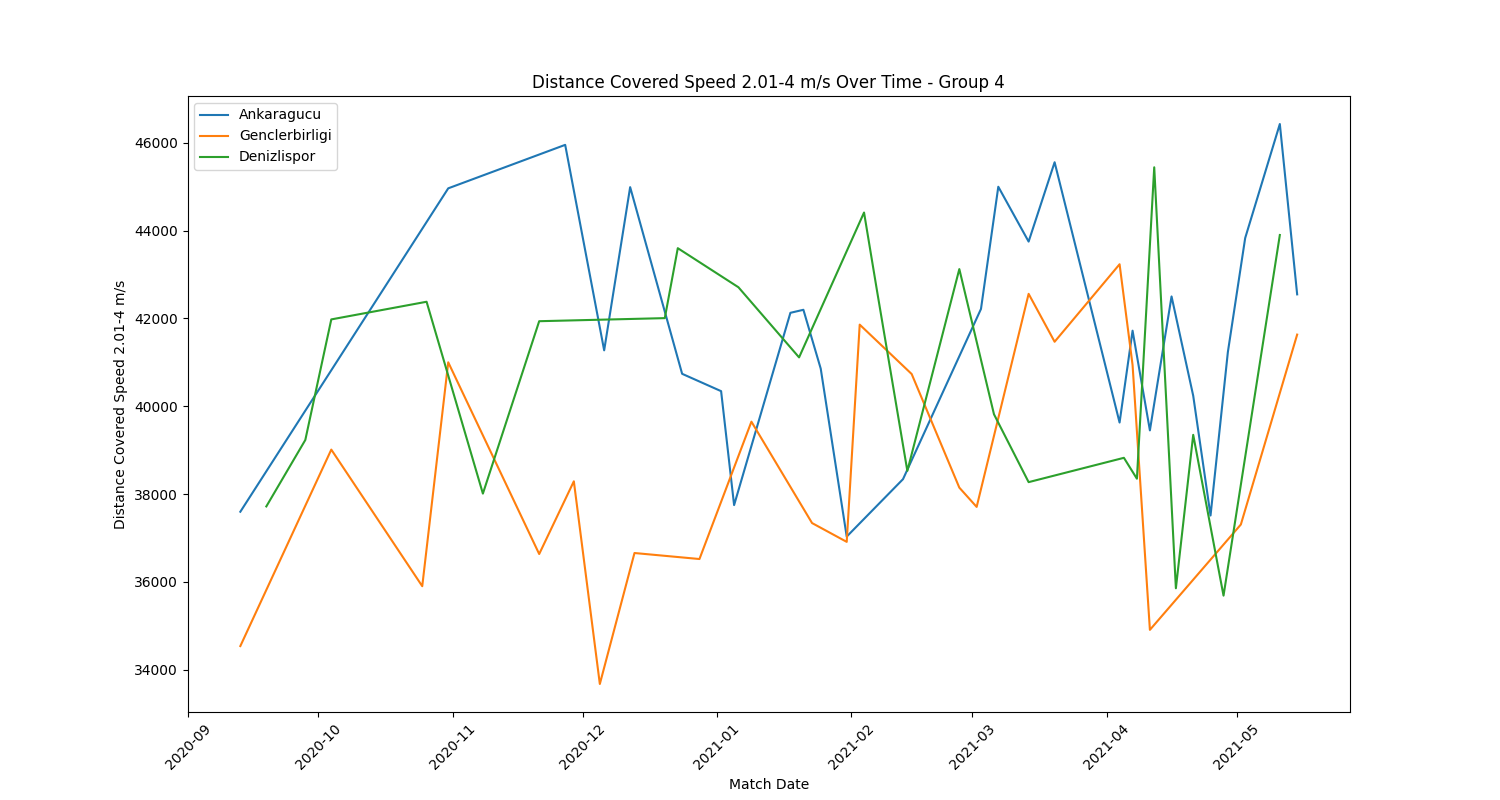 Distance Covered Speed 2.01-4 m/s Over Time - Group 4
Ankaragucu
Genclerbirligi
Denizlispor
Distance Covered Speed 2.01-4 m/s
46000
44000
42000
40000
38000
36000
34000
2020-09
2020-10
2020-11
2020-12
2021-01
2021-02
2021-03
2021-04
2021-05
Match Date